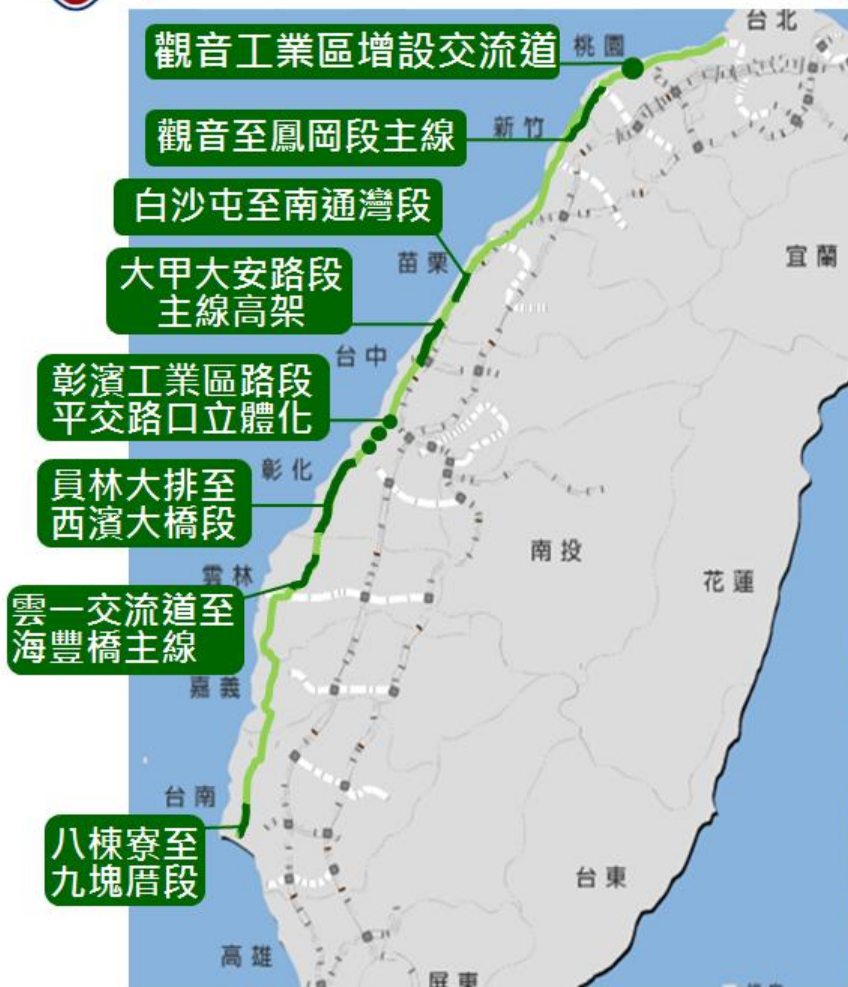 台北
觀音工業區增設交流道
桃園
觀音至鳳岡段主線
新竹
白沙屯至南通灣段
苗栗
宜蘭
大甲大安路段
主線高架
台中
彰濱工業區路段
平交路口立體化
彰化
員林大排至
西濱大橋段
南投
花蓮
雲林
雲一交流道至
海豐橋主線
嘉義
台南
八棟寮至
九塊厝段
台東
高雄
屏東